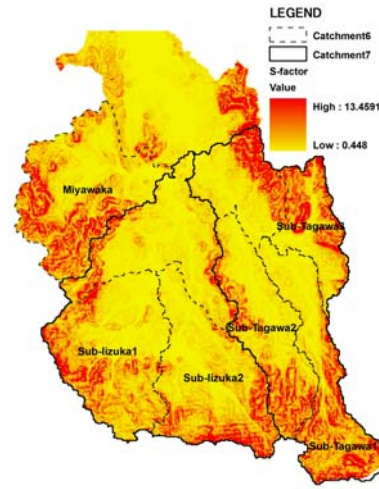 LEGEND
Catchment6
Catchment7
S-factor
Value
High : 13.4591
Low : 0.448
Miyawaka
Sub-Tagawa3
Sub-Tagawa2
Sub-Iizuka1
Sub-Iizuka2
Sub-Tagawa1